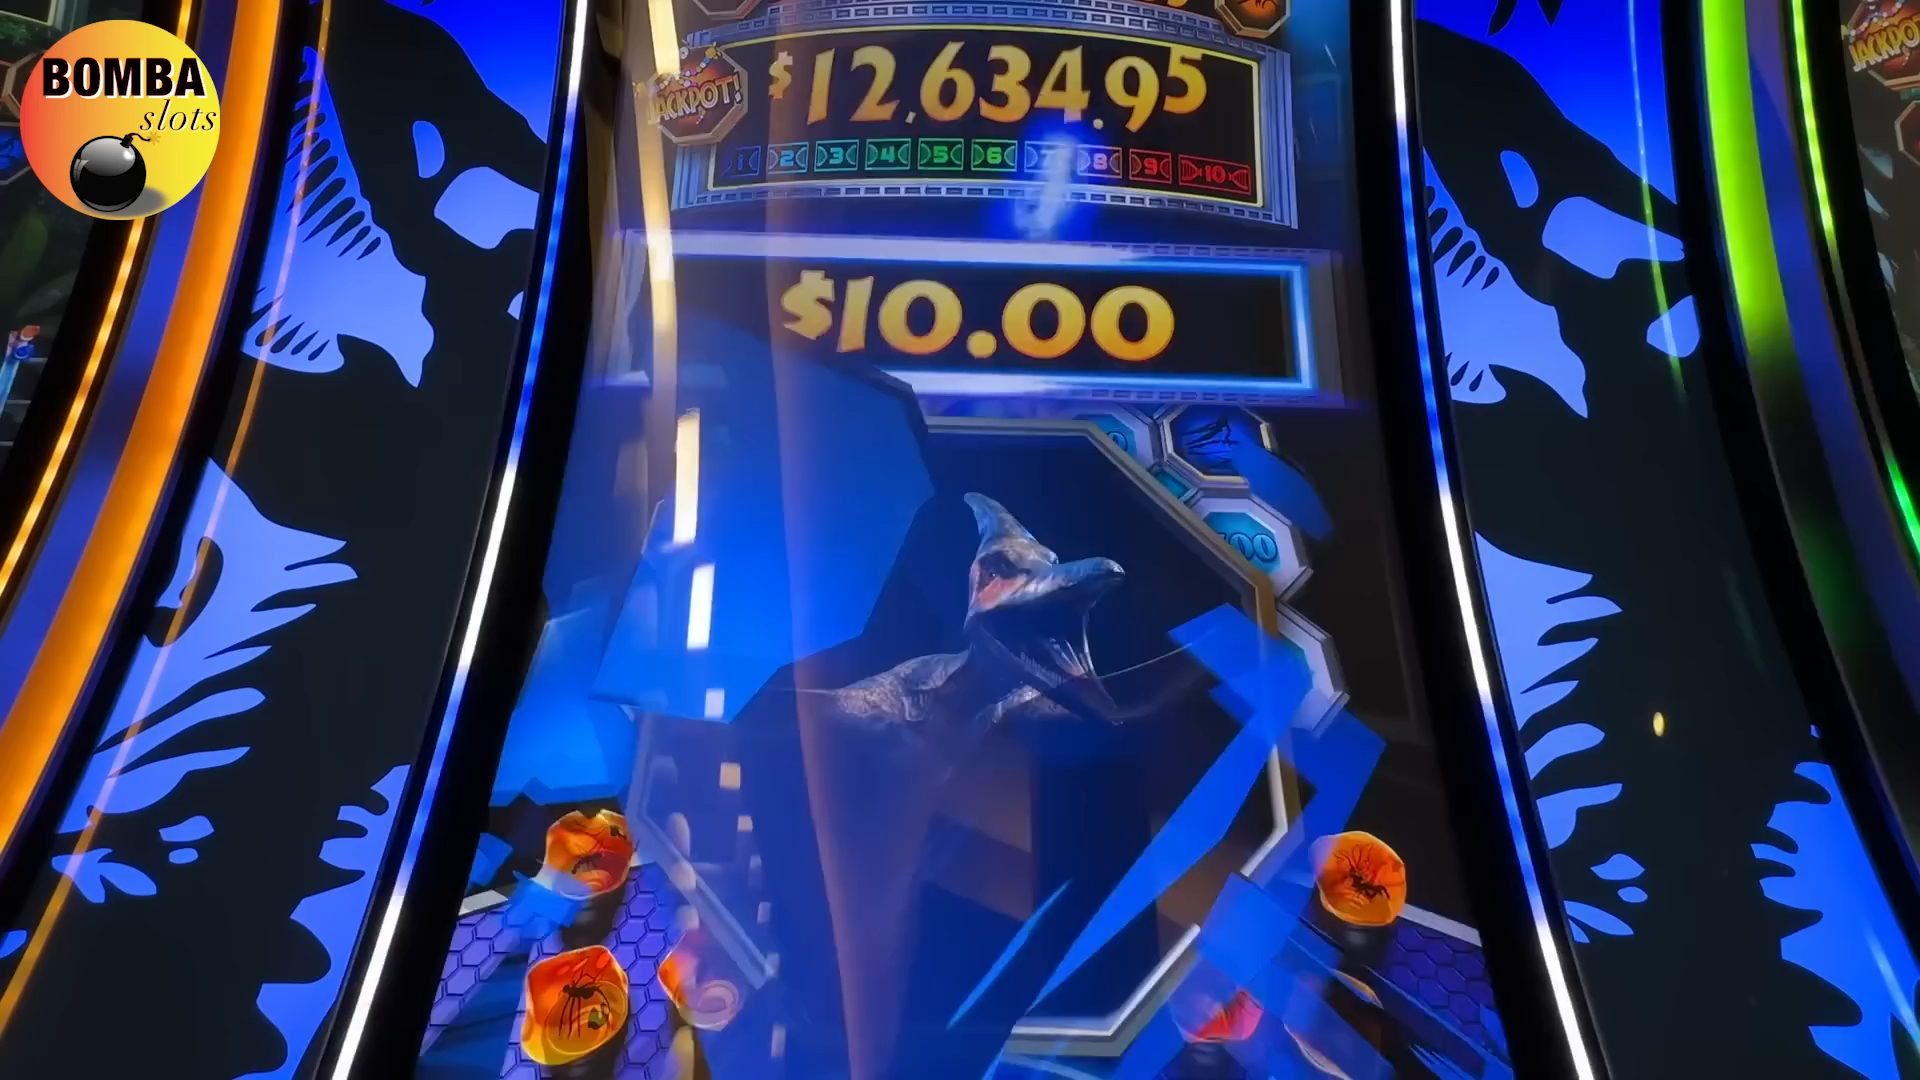 BOMBA
slots
JACKPOT!
$12,634.95
1 2 3 4 5 6 7 8 9 10
$10.00
JACKPOT